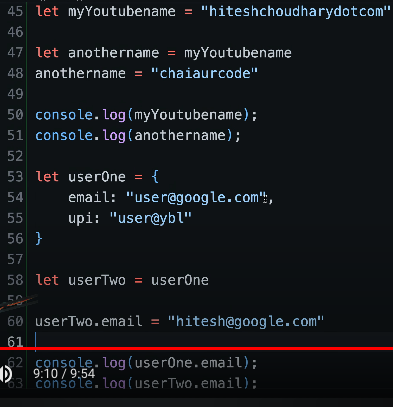 45 let myYoutubename = "hiteshchoudharydotcom"
46
47 let anothername = myYoutubename
48 anothername = "chaiaurcode"
49
50 console.log(myYoutubename);
51 console.log(anothername);
52
53 let userOne = {
54 email: "user@google.com",
55 upi: "user@ybl"
56 }
57
58 let userTwo = userOne
59
60 userTwo.email = "hitesh@google.com"
61
62 console.log(userOne.email);
9:10 / 9:54
63 console.log(userTwo.email);